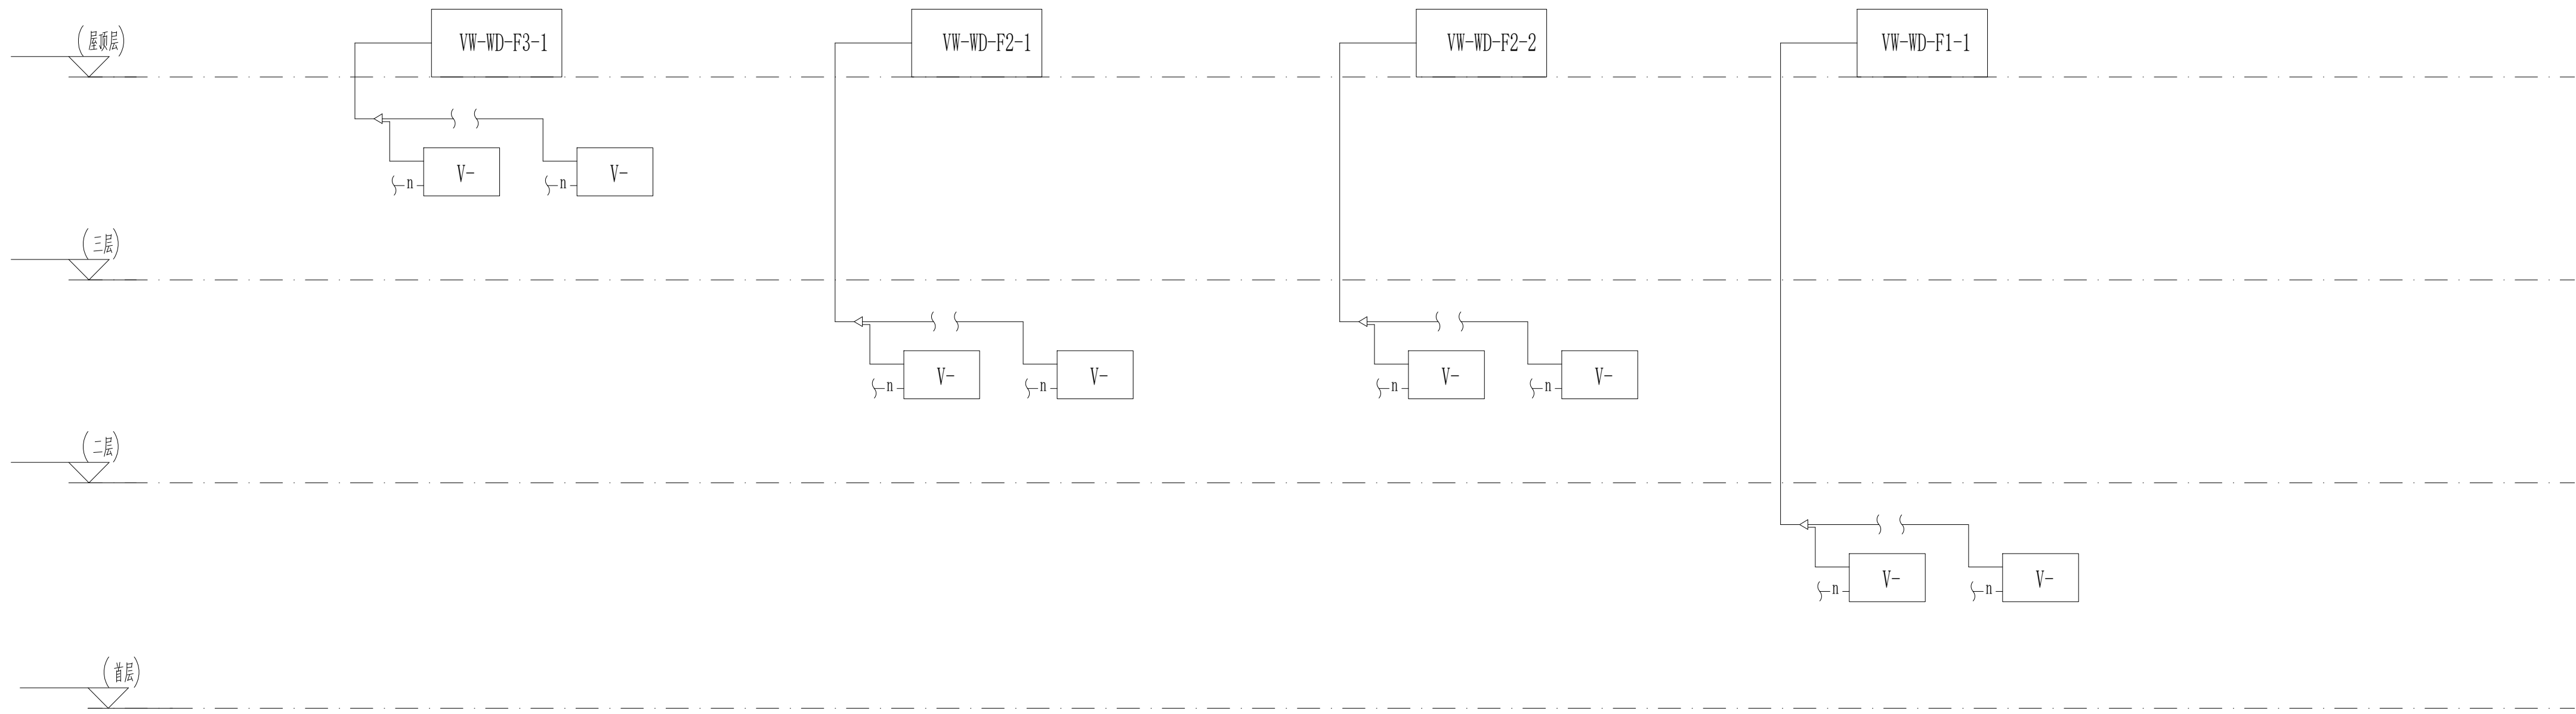 (屋顶层)
VW-WD-F3-1
VW-WD-F2-1
VW-WD-F2-2
VW-WD-F1-1
V-
V-
n
n
(三层)
V-
V-
V-
V-
n
n
n
n
(二层)
V-
V-
n
n
(首层)